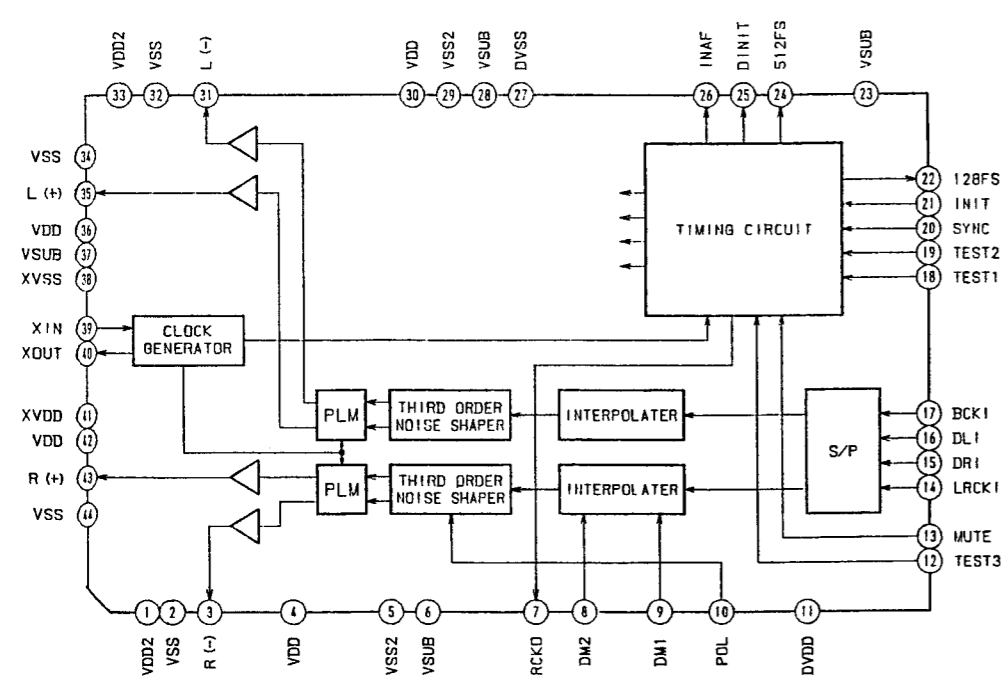 VDD2
VSS
L (-)
VDD
VSS2
VSUB
DVSS
INAF
DINIT
512FS
VSUB
33
32
31
30
29
28
27
26
25
24
23
VSS
34
L (+)
35
VDD
36
VSUB
37
XVSS
38
XIN
39
XOUT
40
XVDD
41
VDD
42
R (+)
43
VSS
44
TIMING CIRCUIT
22
128FS
21
INIT
20
SYNC
19
TEST2
18
TEST1
CLOCK
GENERATOR
PLM
THIRD ORDER
NOISE SHAPER
INTERPOLATER
S/P
PLM
THIRD ORDER
NOISE SHAPER
INTERPOLATER
17
BCKI
16
DLI
15
DRI
14
LRCKI
13
MUTE
12
TEST3
1
2
3
4
5
6
7
8
9
10
11
VDD2
VSS
R (-)
VDD
VSS2
VSUB
RCKO
DM2
DM1
POL
DVDD